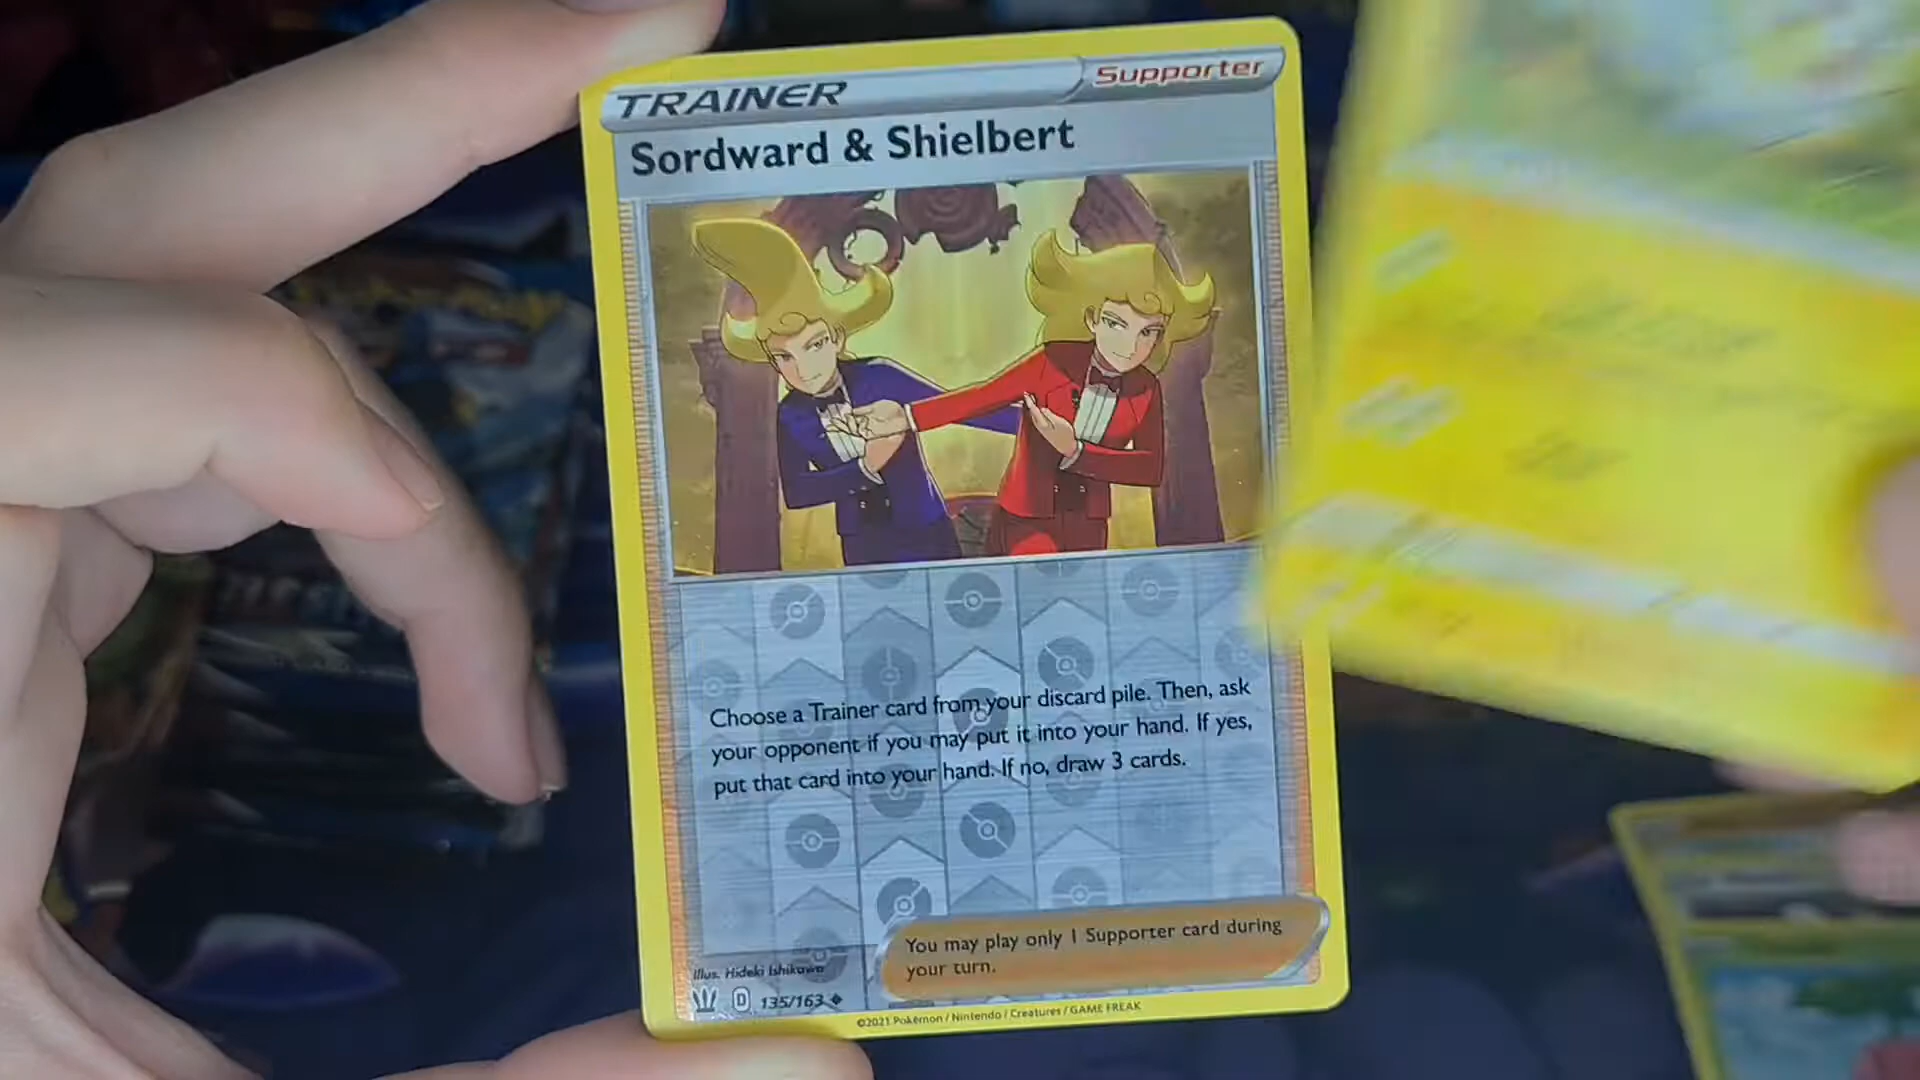 TRAINER
Supporter
Sordward & Shielbert
Choose a Trainer card from your discard pile. Then, ask
your opponent if you may put it into your hand. If yes,
put that card into your hand. If no, draw 3 cards.
You may play only 1 Supporter card during
your turn.
Illus. Hideki Ishikawa
D 135/163
©2021 Pokémon / Nintendo / Creatures / GAME FREAK